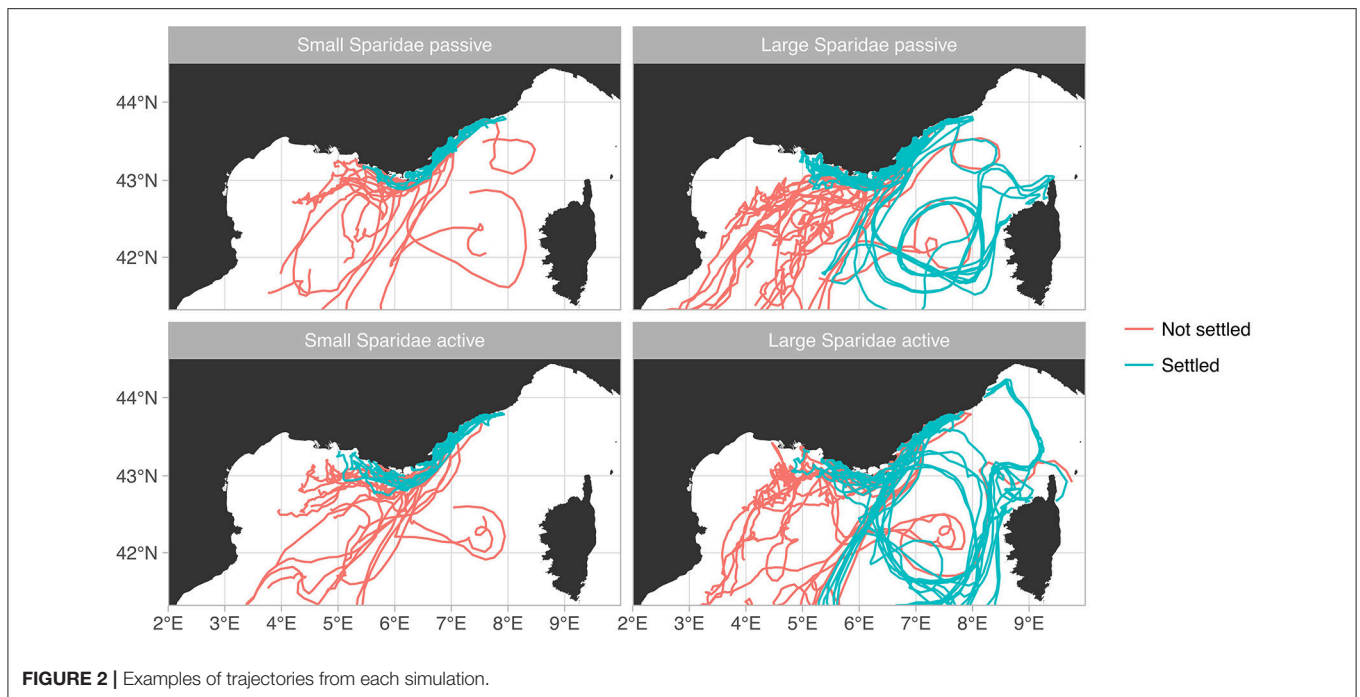 Small Sparidae passive
Large Sparidae passive
44°N
43°N
42°N
Small Sparidae active
Large Sparidae active
44°N
43°N
42°N
2°E 3°E 4°E 5°E 6°E 7°E 8°E 9°E 2°E 3°E 4°E 5°E 6°E 7°E 8°E 9°E
Not settled
Settled
FIGURE 2 | Examples of trajectories from each simulation.